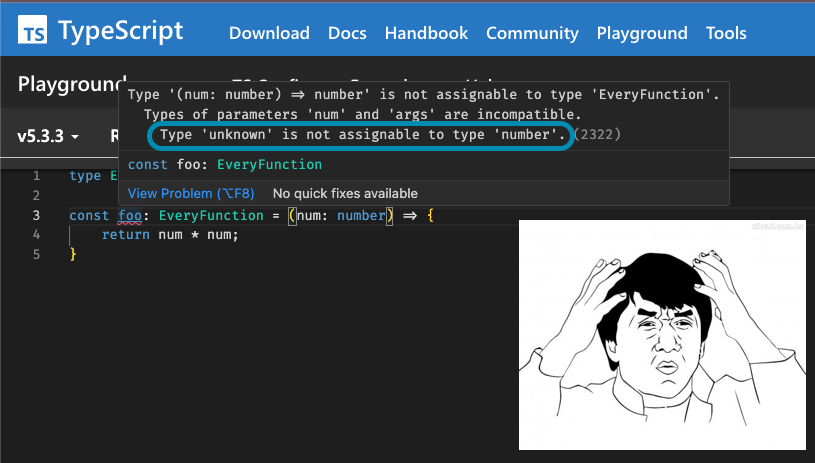 TS TypeScript Download Docs Handbook Community Playground Tools
Playground
Type '(num: number) => number' is not assignable to type 'EveryFunction'.
Types of parameters 'num' and 'args' are incompatible.
Type 'unknown' is not assignable to type 'number'. (2322)
v5.3.3
const foo: EveryFunction
View Problem (⌥F8) No quick fixes available
1 type E
2
3 const foo: EveryFunction = (num: number) => {
4 return num * num;
5 }